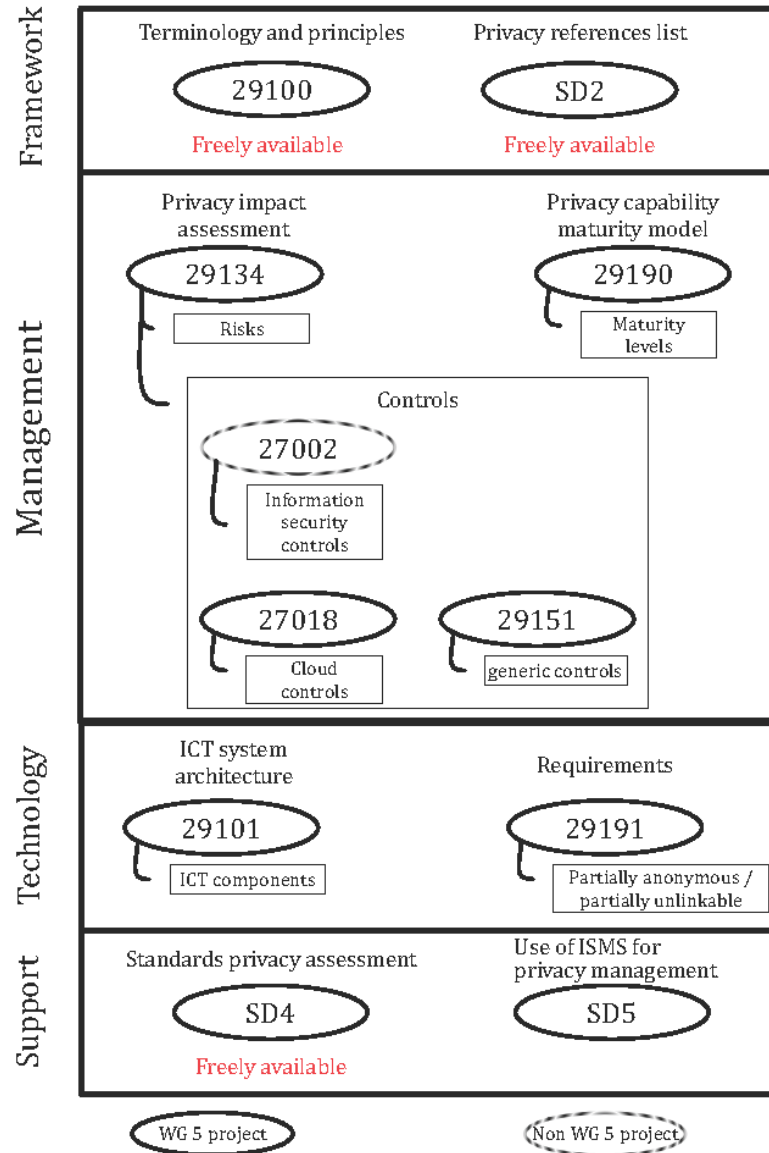 Framework
Terminology and principles
Privacy references list
29100
SD2
Freely available
Freely available
Management
Privacy impact
assessment
Privacy capability
maturity model
29134
29190
Risks
Maturity
levels
Controls
27002
Information
security
controls
27018
29151
Cloud
controls
generic controls
Technology
ICT system
architecture
Requirements
29101
29191
ICT components
Partially anonymous /
partially unlinkable
Support
Standards privacy assessment
Use of ISMS for
privacy management
SD4
SD5
Freely available
WG 5 project
Non WG 5 project